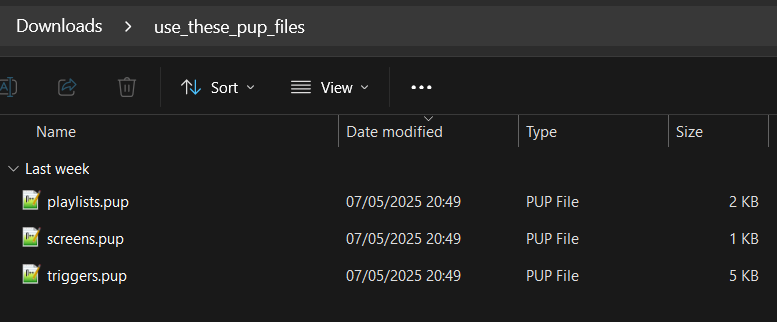 Downloads > use_these_pup_files
Sort View ...
Name Date modified Type Size
Last week
playlists.pup 07/05/2025 20:49 PUP File 2 KB
screens.pup 07/05/2025 20:49 PUP File 1 KB
triggers.pup 07/05/2025 20:49 PUP File 5 KB